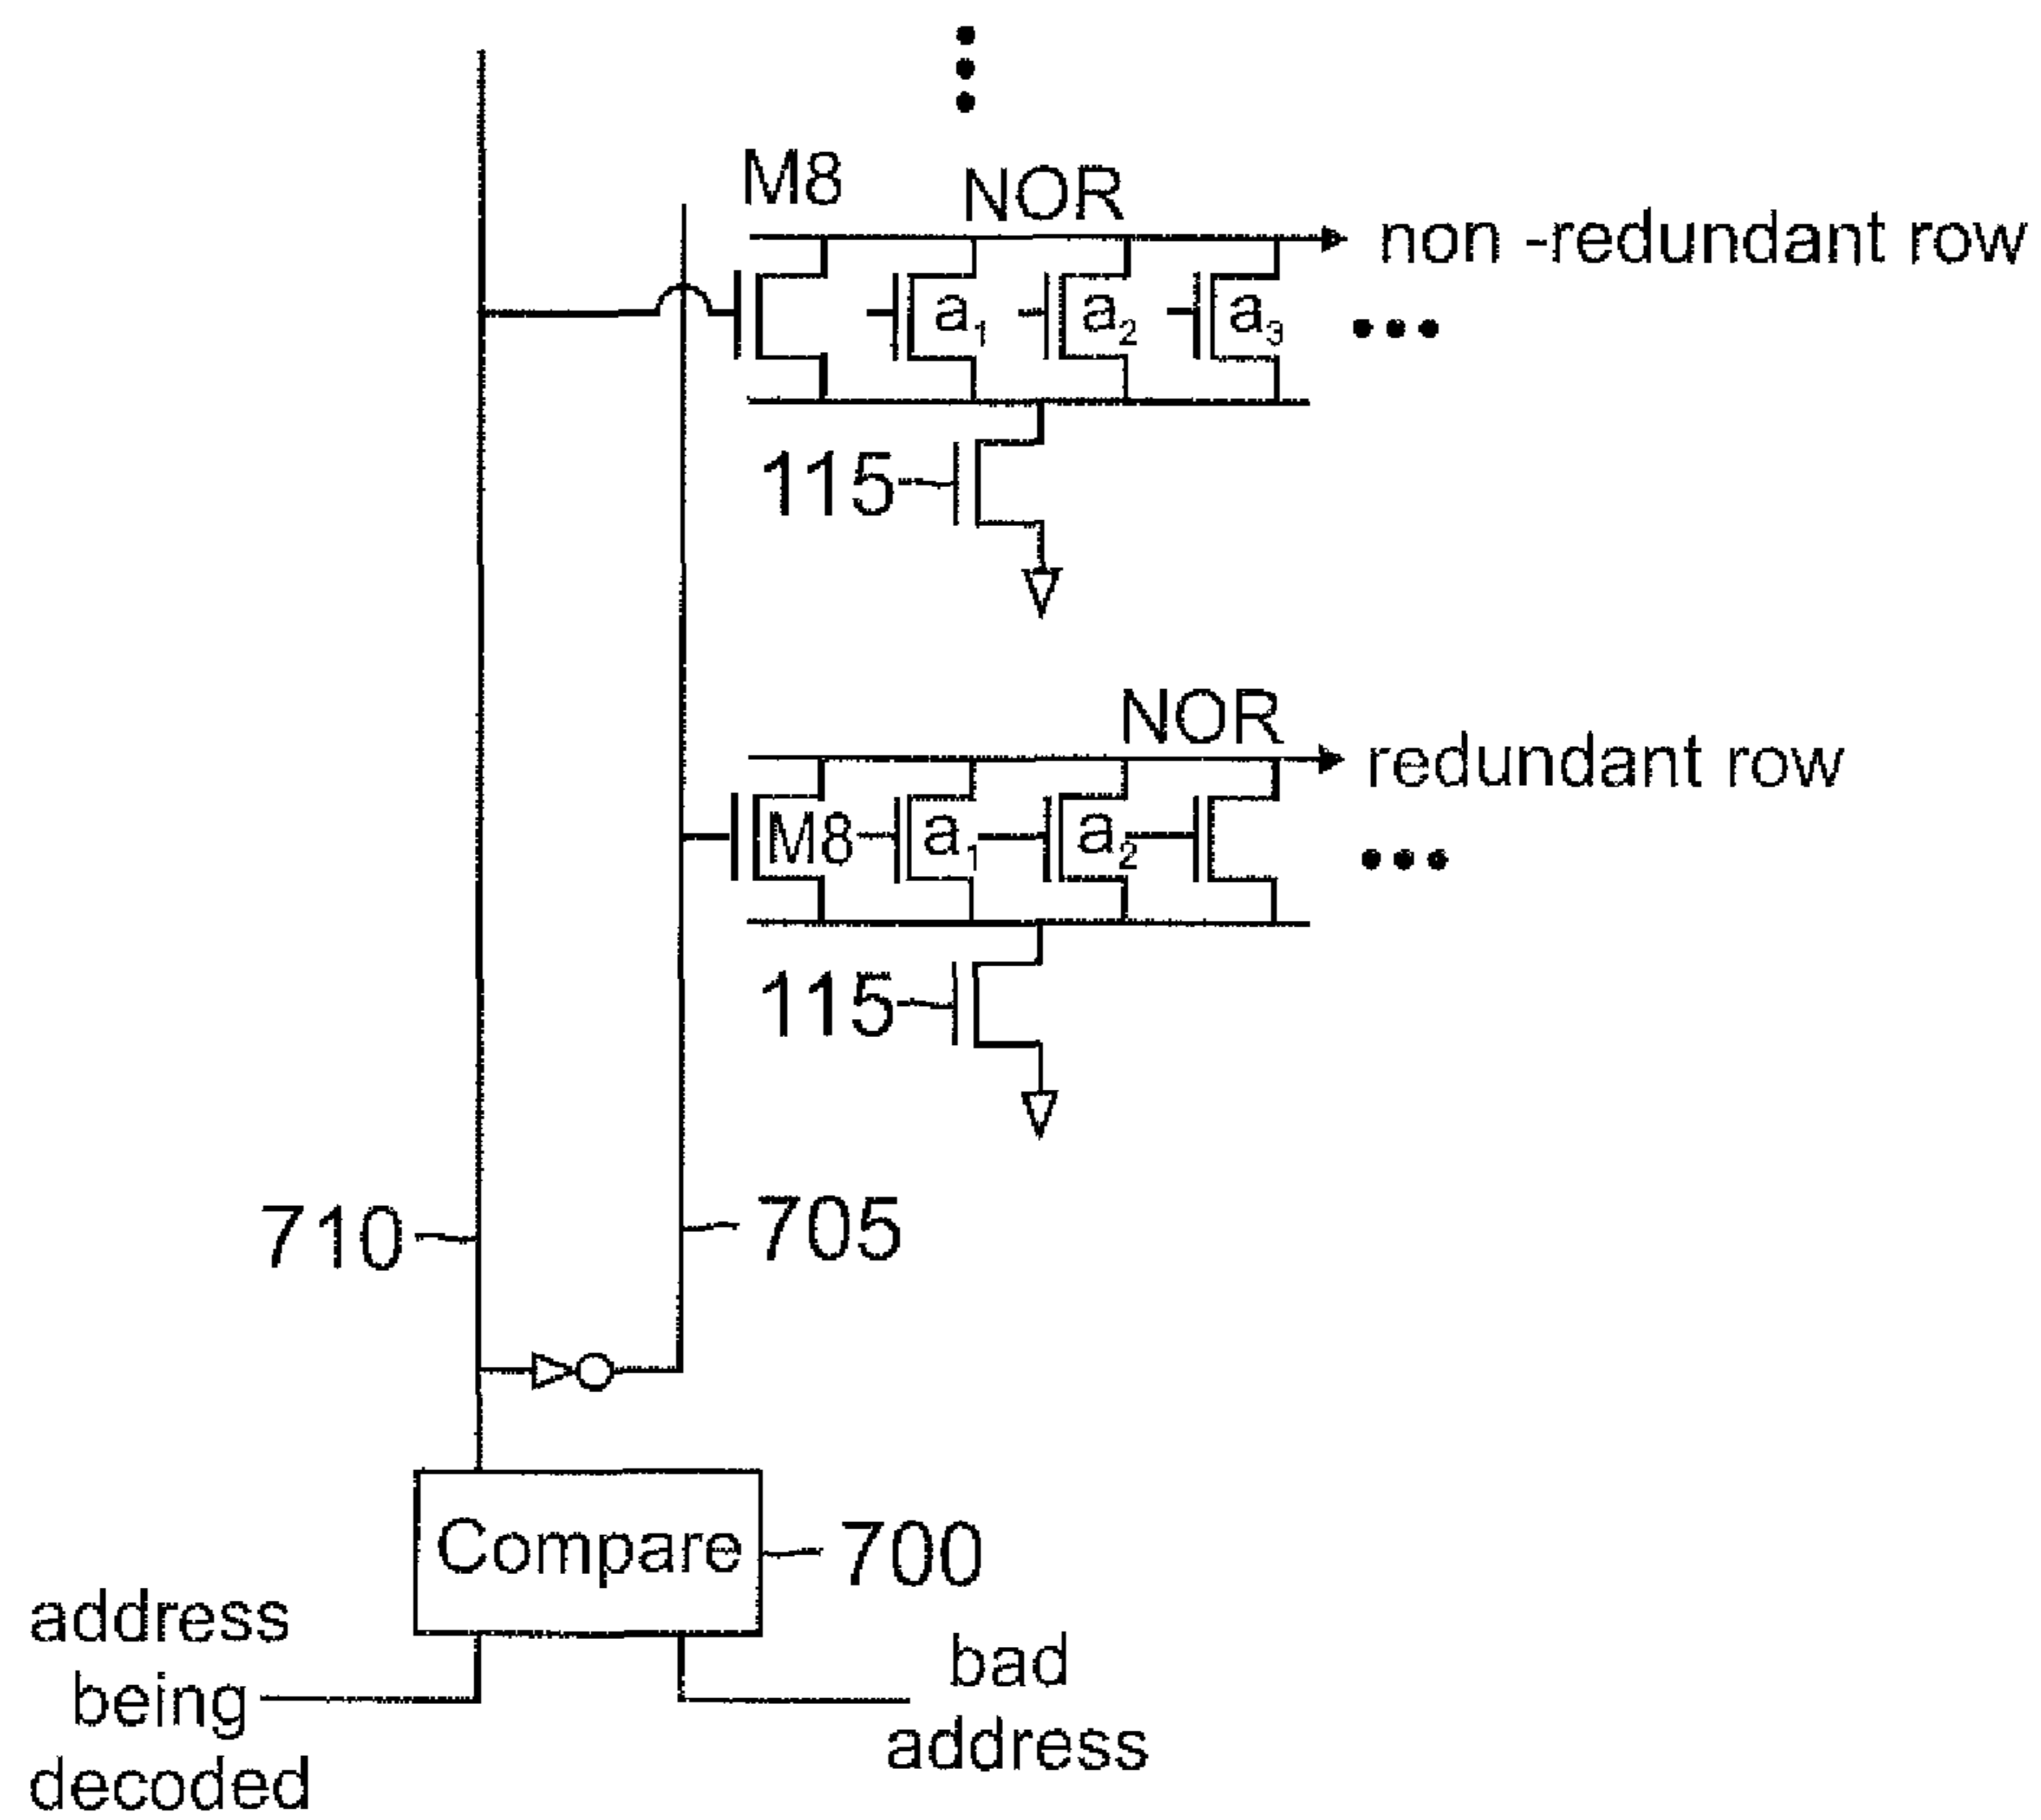 M8
NOR
non -redundant row
a1
a2
a3
115
NOR
redundant row
M8
a1
a2
115
710
705
Compare
700
address
being
decoded
bad
address